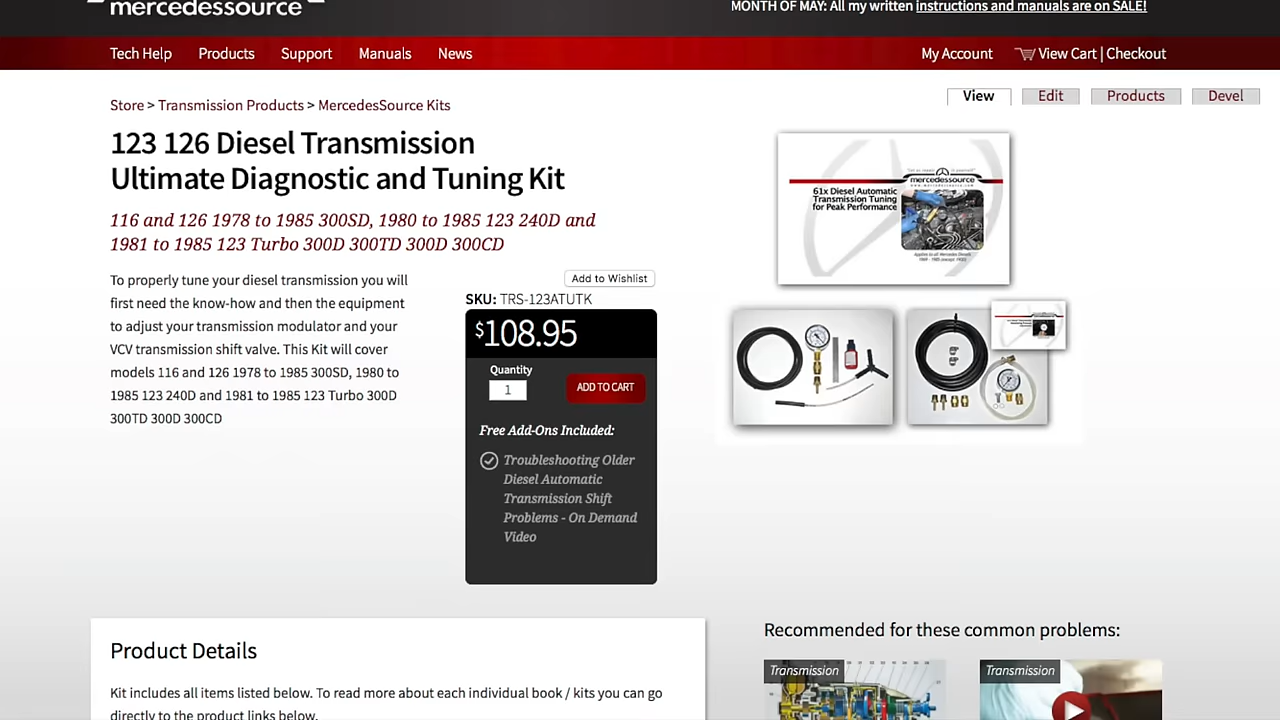 mercedessource
MONTH OF MAY: All my written instructions and manuals are on SALE!
Tech Help
Products
Support
Manuals
News
My Account
View Cart | Checkout
Store > Transmission Products > MercedesSource Kits
View
Edit
Products
Devel
123 126 Diesel Transmission
Ultimate Diagnostic and Tuning Kit
116 and 126 1978 to 1985 300SD, 1980 to 1985 123 240D and
1981 to 1985 123 Turbo 300D 300TD 300D 300CD
To properly tune your diesel transmission you will
first need the know-how and then the equipment
to adjust your transmission modulator and your
VCV transmission shift valve. This Kit will cover
models 116 and 126 1978 to 1985 300SD, 1980 to
1985 123 240D and 1981 to 1985 123 Turbo 300D
300TD 300D 300CD
Add to Wishlist
SKU: TRS-123ATUTK
$108.95
Quantity
1
ADD TO CART
Free Add-Ons Included:
Troubleshooting Older
Diesel Automatic
Transmission Shift
Problems - On Demand
Video
mercedessource
www.mercedessource.com
61x Diesel Automatic
Transmission Tuning
for Peak Performance
Product Details
Kit includes all items listed below. To read more about each individual book / kits you can go
directly to the product links below.
Recommended for these common problems:
Transmission
Transmission